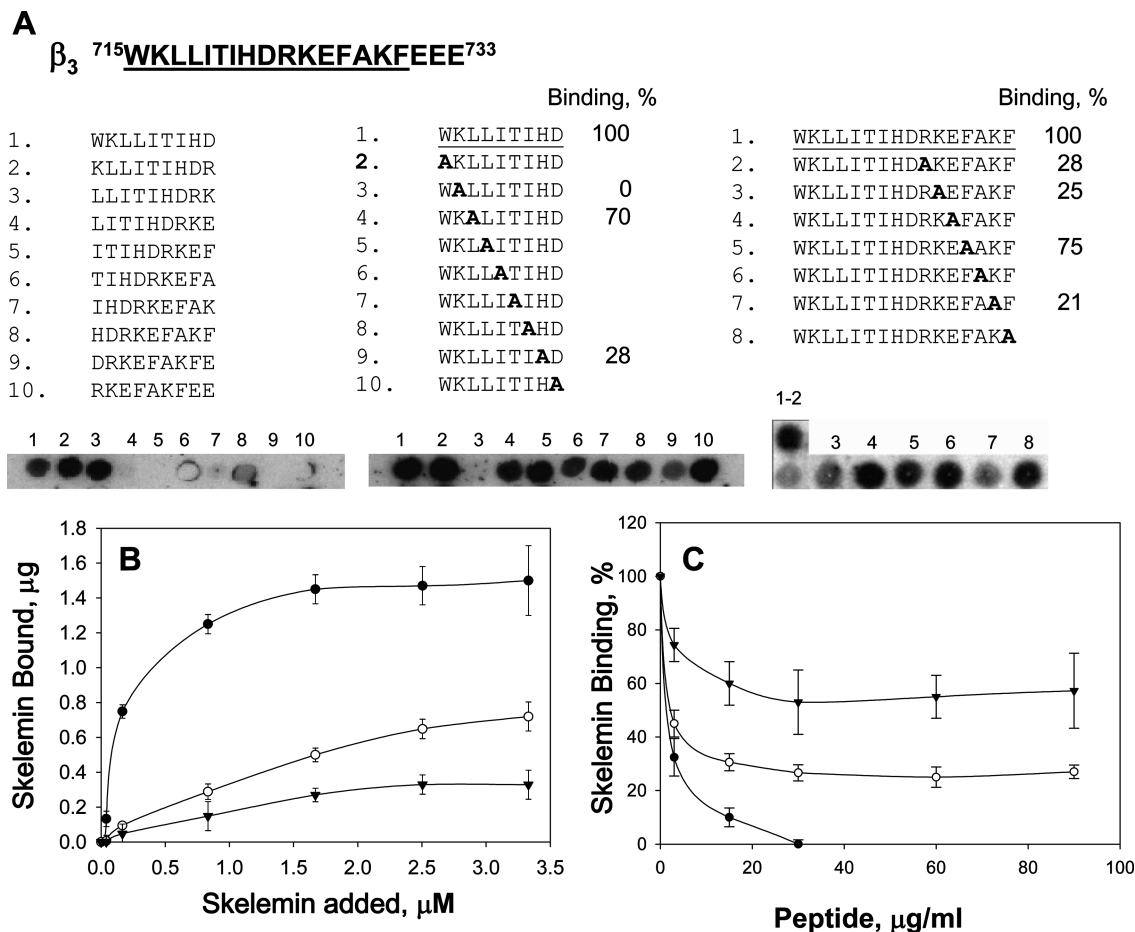 A
β3 715WKLLITIHDRKEFAKFEEE733
Binding, %
1. WKLLITIHD
2. KLLITIHDR
3. LLITIHDRK
4. LITIHDRKE
5. ITIHDRKEF
6. TIHDRKEFA
7. IHDRKEFAK
8. HDRKEFAKF
9. DRKEFAKFE
10. RKEFAKFEE
1. WKLLITIHD 100
2. AKLLITIHD
3. WALLITIHD 0
4. WKALITIHD 70
5. WKLAITIHD
6. WKLLATIHD
7. WKLLIAIHD
8. WKLLITAHD
9. WKLLITIAD 28
10. WKLLITIHA
Binding, %
1. WKLLITIHDRKEFAKF 100
2. WKLLITIHDAKEFAKF 28
3. WKLLITIHDRAEFAKF 25
4. WKLLITIHDRKAFAKF
5. WKLLITIHDRKEAAKF 75
6. WKLLITIHDRKEFAKF
7. WKLLITIHDRKEFAAF 21
8. WKLLITIHDRKEFAKA
1 2 3 4 5 6 7 8 9 10
1 2 3 4 5 6 7 8 9 10
1-2
3 4 5 6 7 8
B
Skelemin Bound, μg
1.8
1.6
1.4
1.2
1.0
0.8
0.6
0.4
0.2
0.0
0.0 0.5 1.0 1.5 2.0 2.5 3.0 3.5
Skelemin added, μM
C
Skelemin Binding, %
120
100
80
60
40
20
0
0 20 40 60 80 100
Peptide, μg/ml